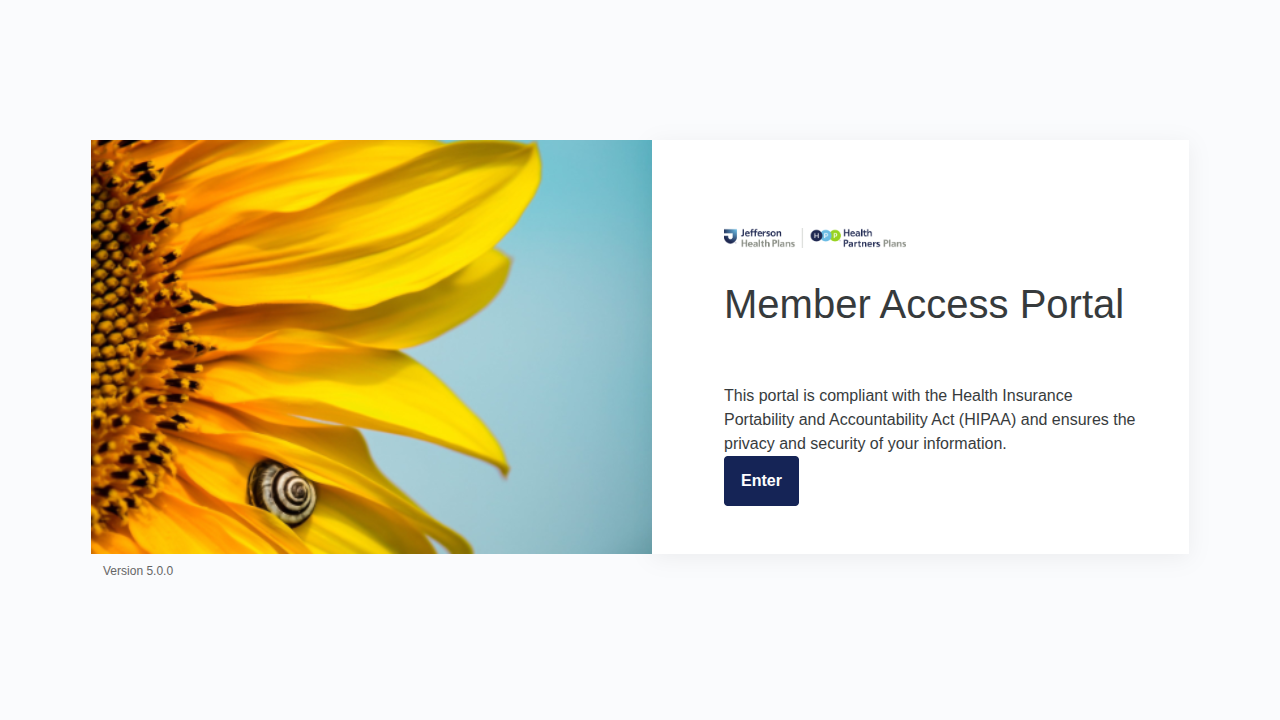 Jefferson
Health Plans
H P P
Health
Partners Plans
Member Access Portal
This portal is compliant with the Health Insurance
Portability and Accountability Act (HIPAA) and ensures the
privacy and security of your information.
Enter
Version 5.0.0